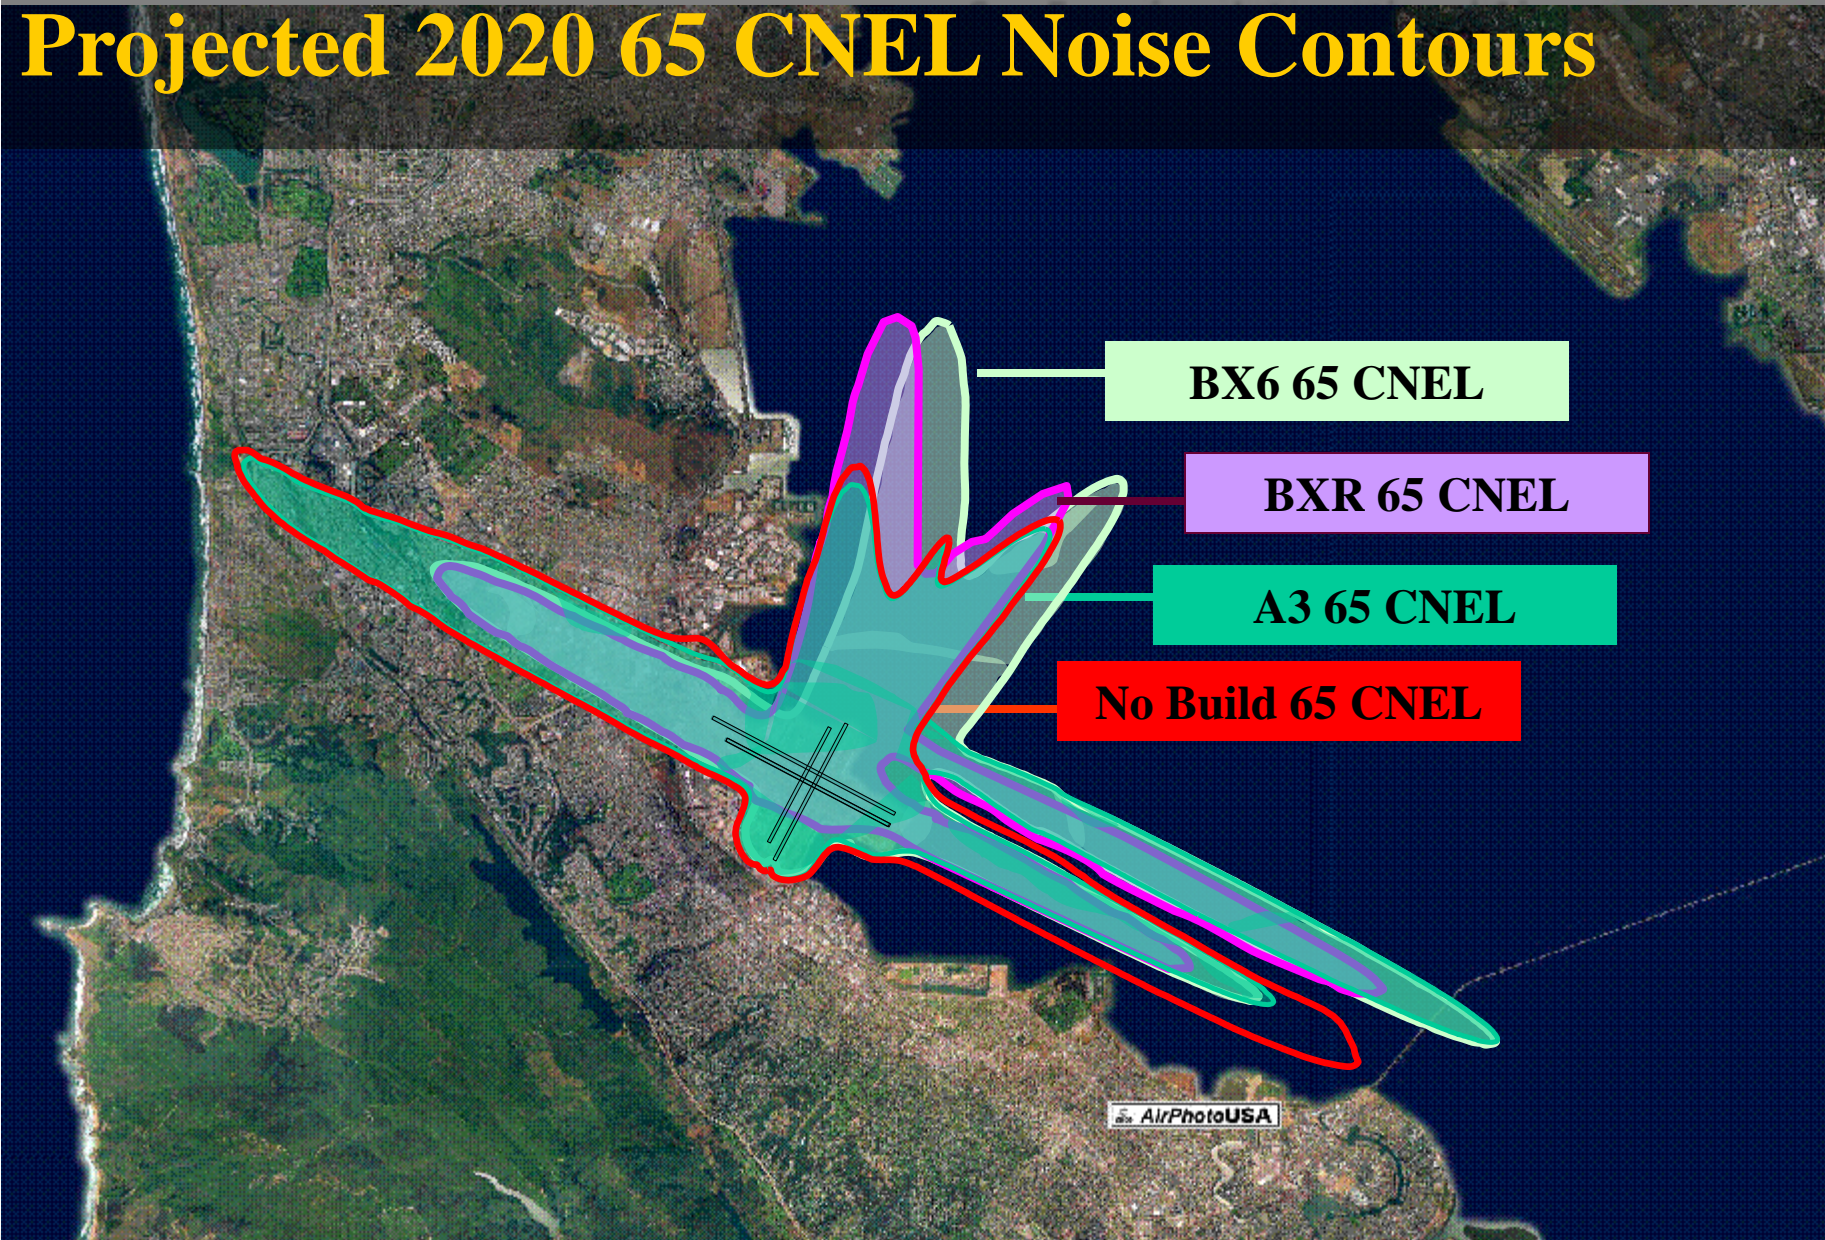 Projected 2020 65 CNEL Noise Contours
BX6 65 CNEL
BXR 65 CNEL
A3 65 CNEL
No Build 65 CNEL
AirPhotoUSA